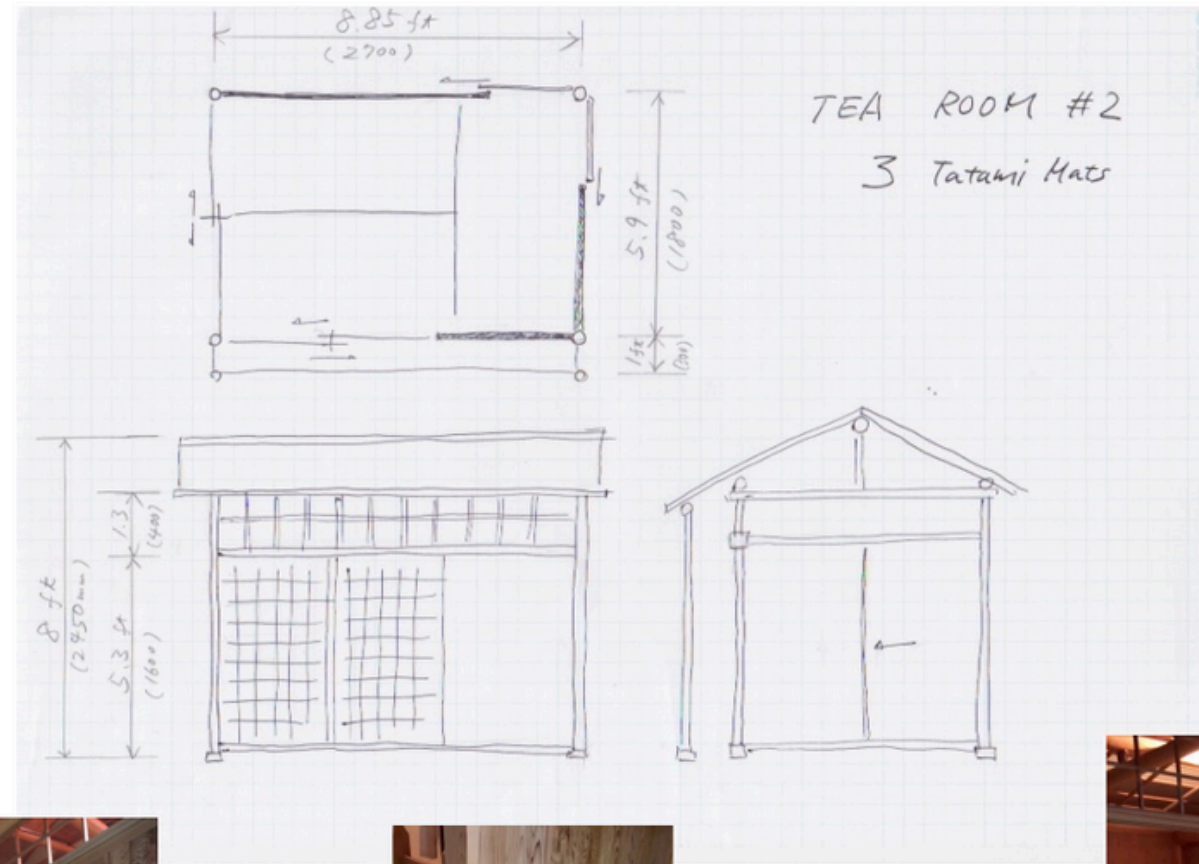 8.85 ft
(2700)
TEA ROOM #2
3 Tatami Mats
5.9 ft
(1800)
1 ft
8 ft
(2450mm)
1.3
(400)
5.3 ft
(1600)